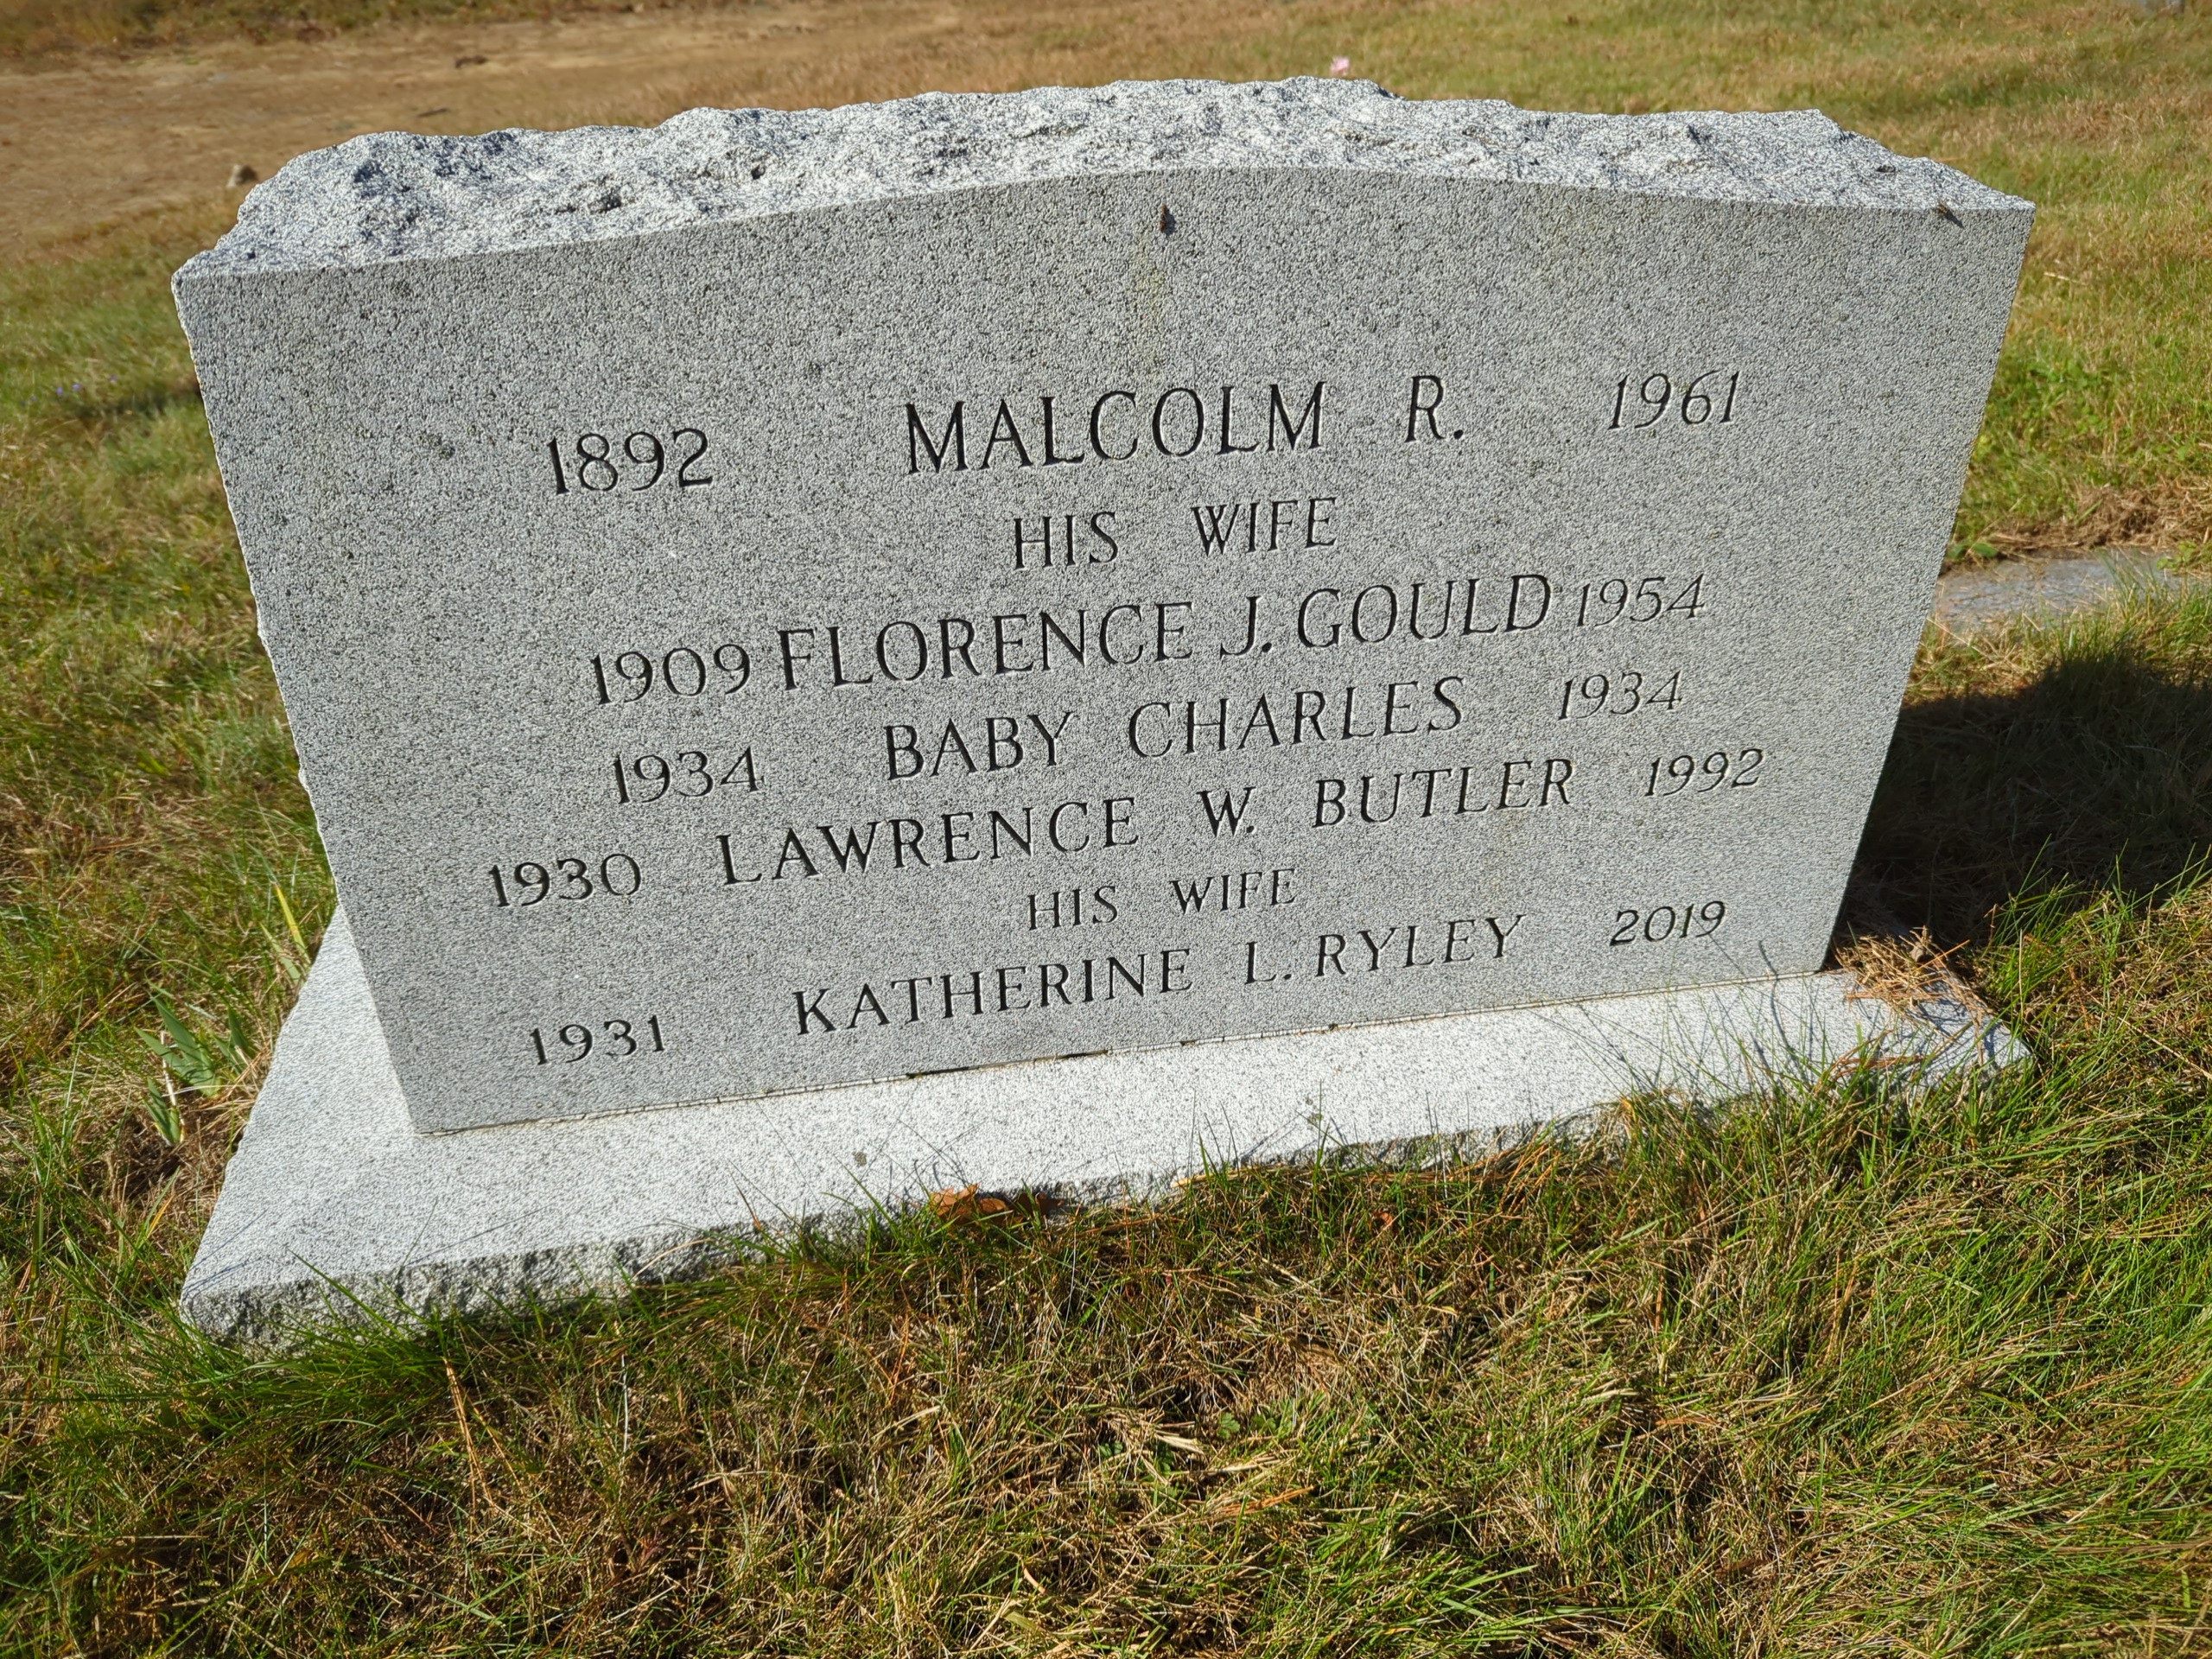 1892 MALCOLM R. 1961
HIS WIFE
1909 FLORENCE J. GOULD 1954
1934 BABY CHARLES 1934
1930 LAWRENCE W. BUTLER 1992
HIS WIFE
1931 KATHERINE L. RYLEY 2019